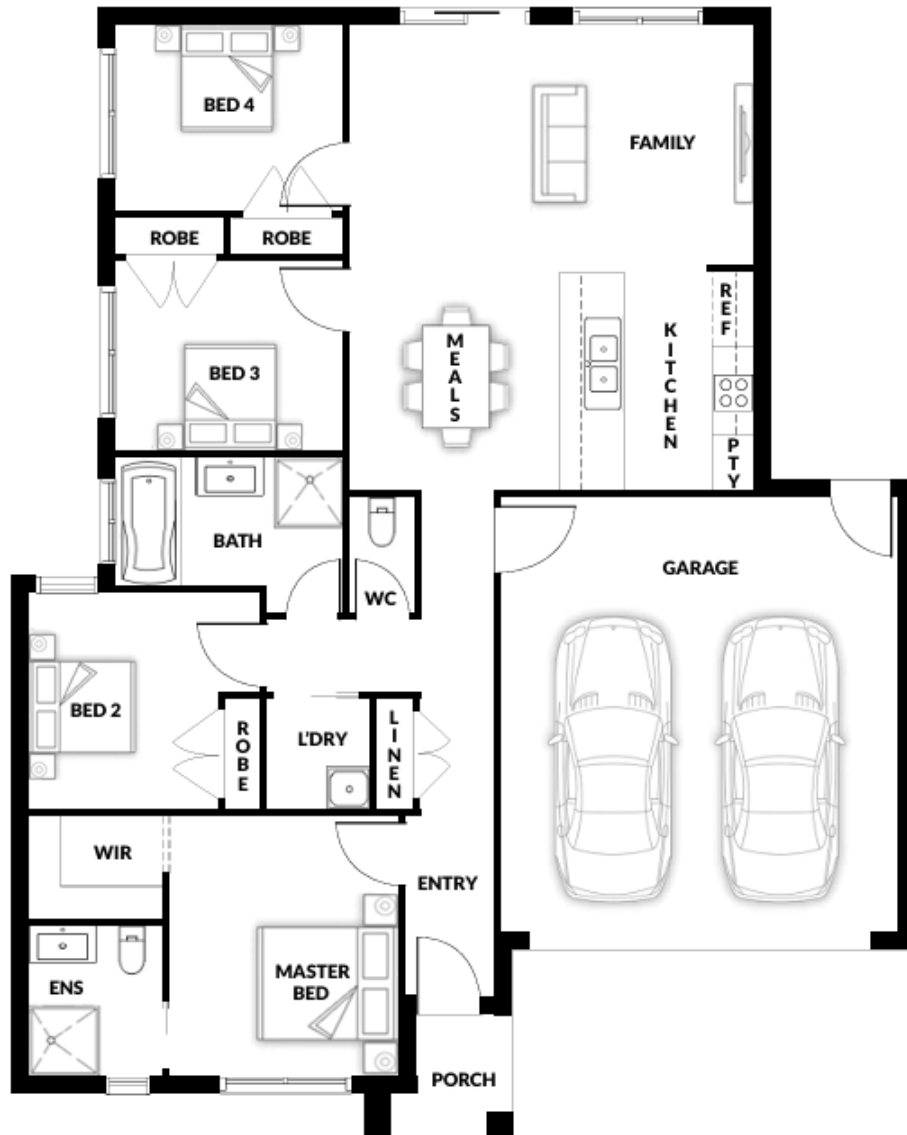 BED 4
FAMILY
ROBE
ROBE
REF
KITCHEN
MEALS
BED 3
PTY
BATH
GARAGE
WC
BED 2
ROBE
L'DRY
LINEN
WIR
ENTRY
MASTER
BED
ENS
PORCH